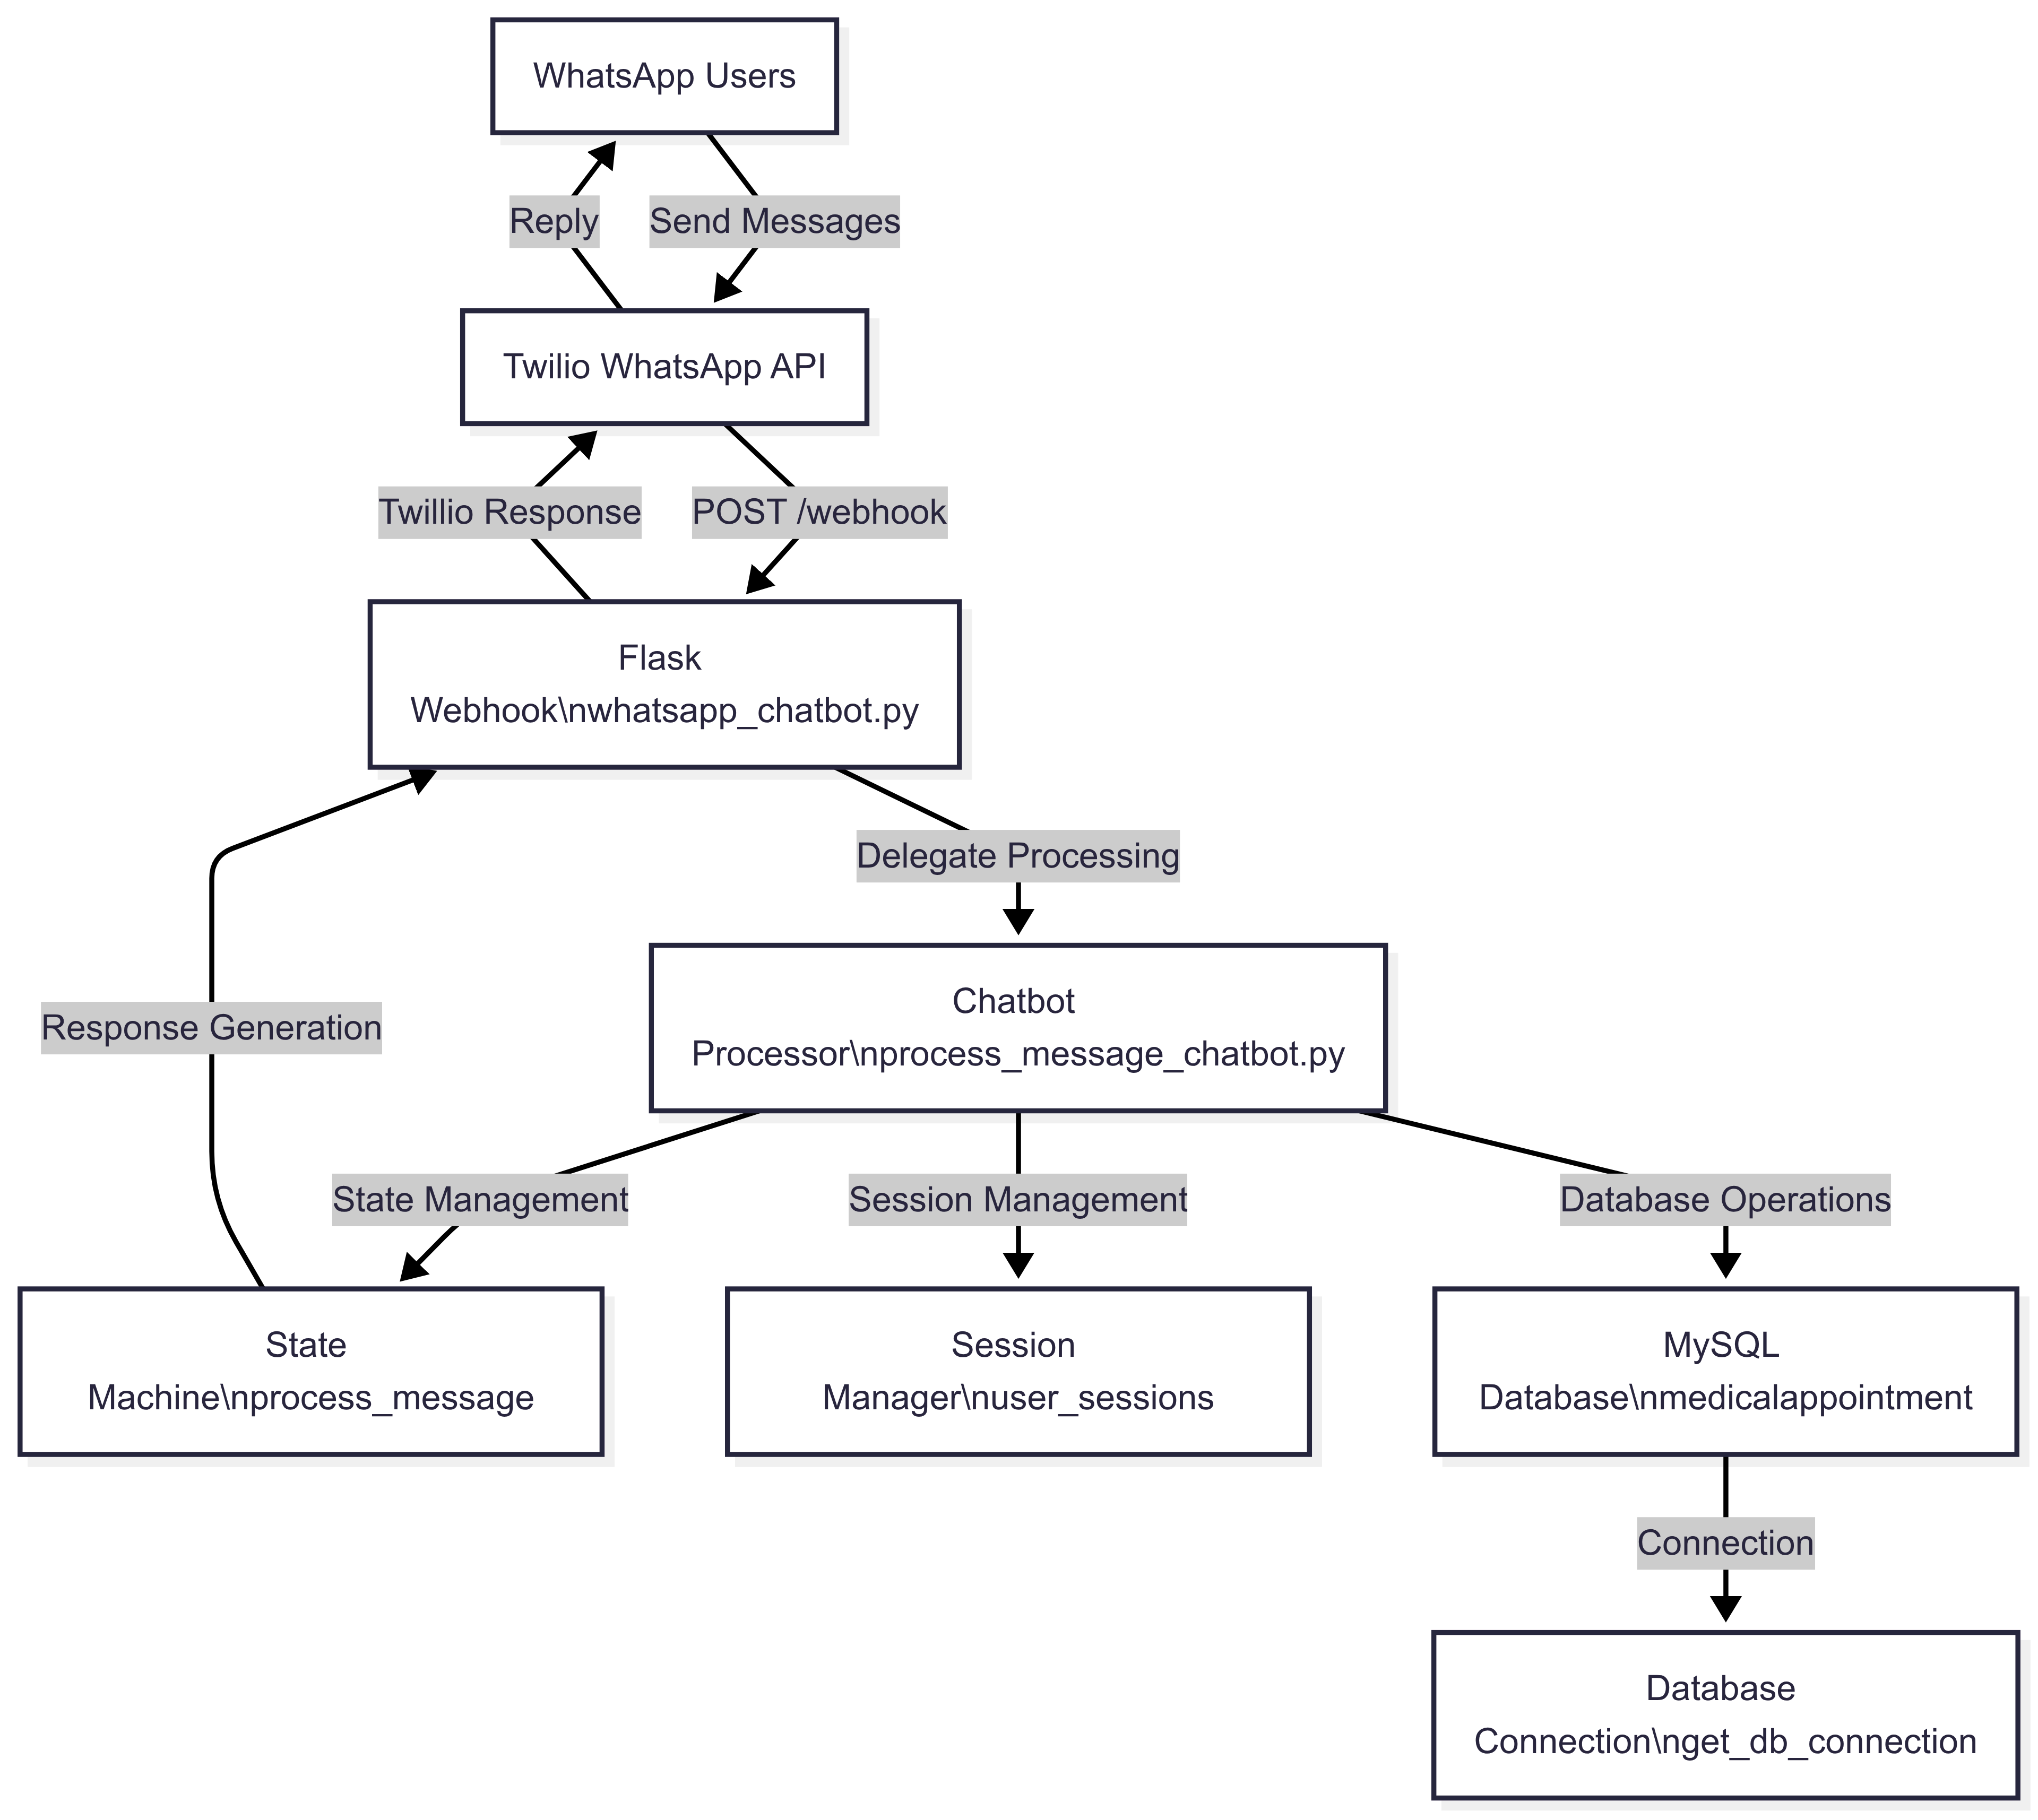 WhatsApp Users
Reply
Send Messages
Twilio WhatsApp API
Twillio Response
POST /webhook
Flask
Webhook\nwhatsapp_chatbot.py
Delegate Processing
Chatbot
Processor\nprocess_message_chatbot.py
Response Generation
State Management
Session Management
Database Operations
State
Machine\nprocess_message
Session
Manager\nuser_sessions
MySQL
Database\nmedicalappointment
Connection
Database
Connection\nget_db_connection